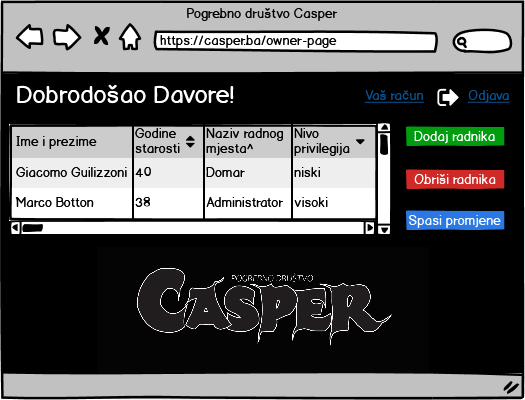 Pogrebno društvo Casper
https://casper.ba/owner-page
Dobrodošao Davore!
Vaš račun
Odjava
Ime i prezime
Godine
starosti
Naziv radnog
mjesta^
Nivo
privilegija
Giacomo Guilizzoni
40
Domar
niski
Marco Botton
38
Administrator
visoki
Dodaj radnika
Obriši radnika
Spasi promjene
POGREBNO DRUŠTVO
CASPER